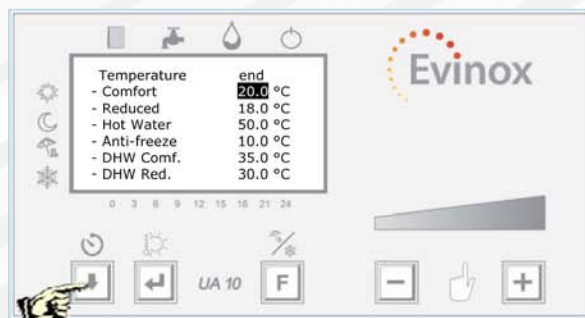 Evinox
Temperature end
- Comfort 20.0 °C
- Reduced 18.0 °C
- Hot Water 50.0 °C
- Anti-freeze 10.0 °C
- DHW Comf. 35.0 °C
- DHW Red. 30.0 °C
0 3 6 9 12 15 18 21 24
UA 10 F